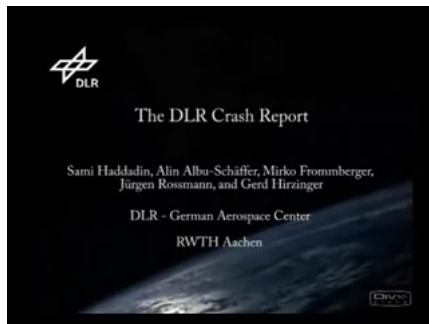 DLR
The DLR Crash Report
Sami Haddadin, Alin Albu-Schäffer, Mirko Frommberger,
Jürgen Rossmann, and Gerd Hirzinger
DLR - German Aerospace Center
RWTH Aachen
DivX